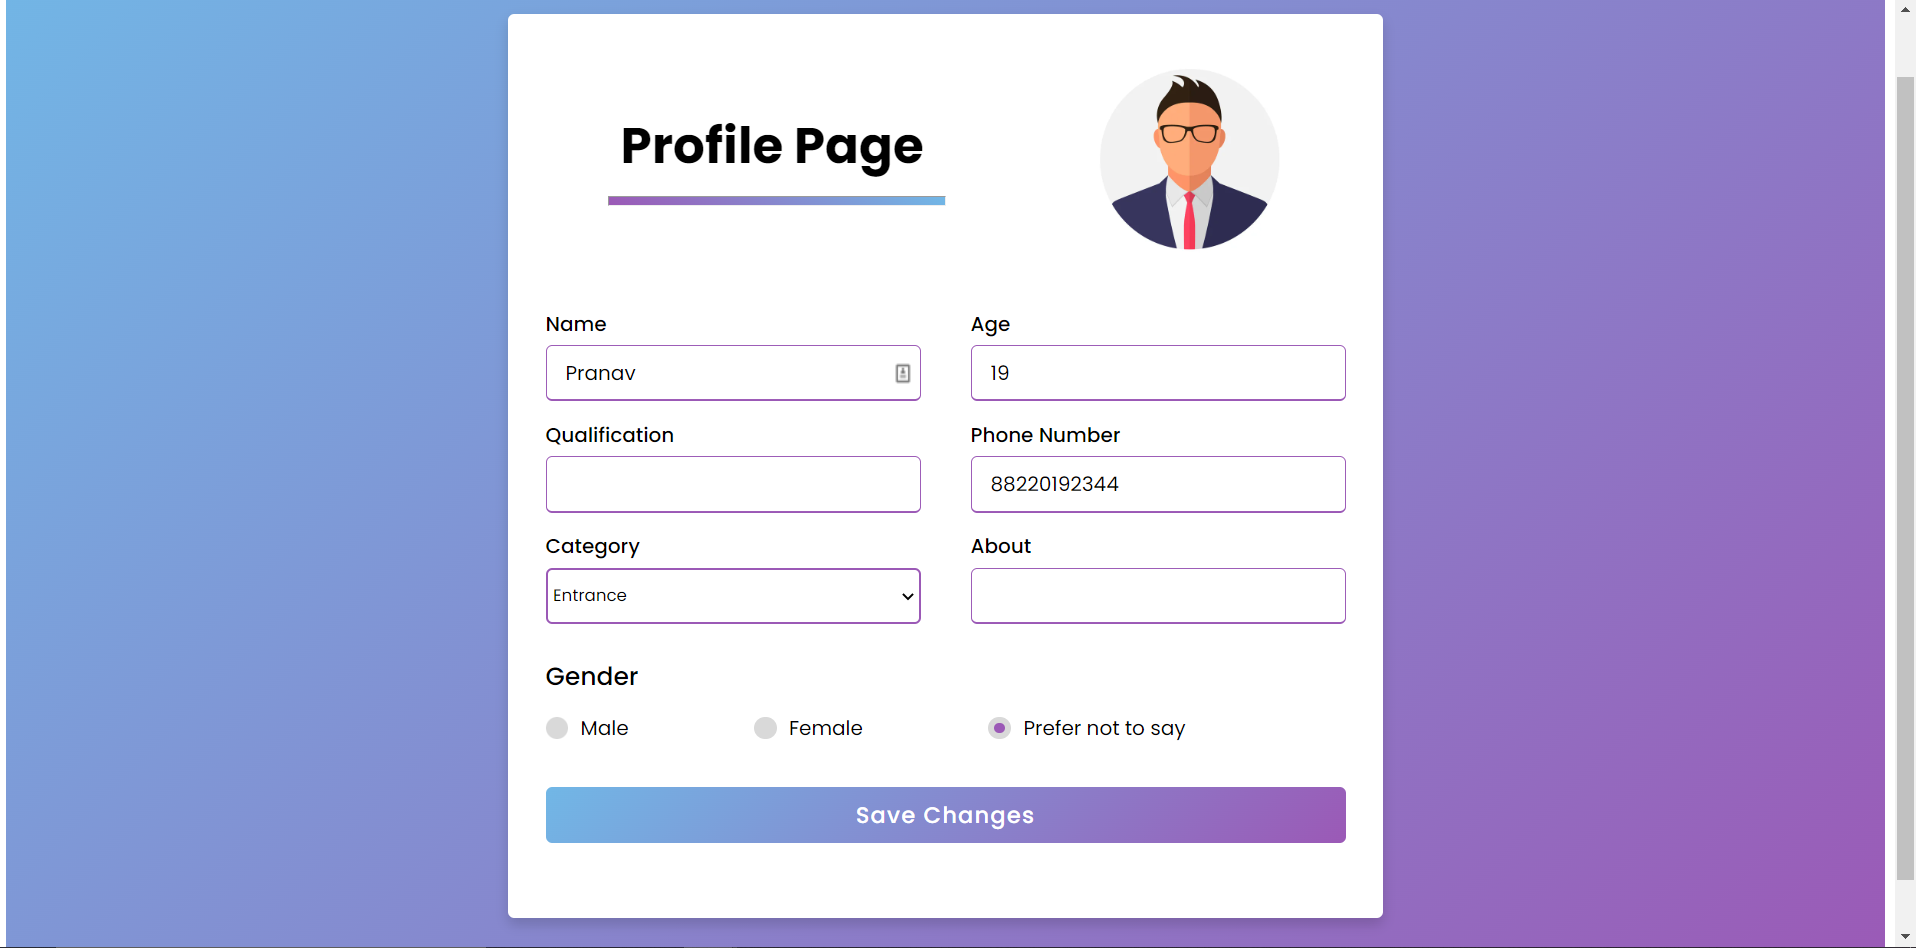 Profile Page
Name
Age
Pranav
19
Qualification
Phone Number
88220192344
Category
About
Entrance
Gender
Male
Female
Prefer not to say
Save Changes